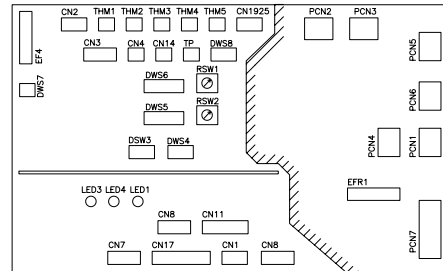 CN2 THM1 THM2 THM3 THM4 THM5 CN1925 PCN2 PCN3
EF4
CN3 CN4 CN14 TP DWS8
PCN5
DWS7
DWS6 RSW1
PCN6
DWS5 RSW2
DSW3 DWS4
PCN4 PCN1
LED3 LED4 LED1
EFR1
CN8 CN11
PCN7
CN7 CN17 CN1 CN8